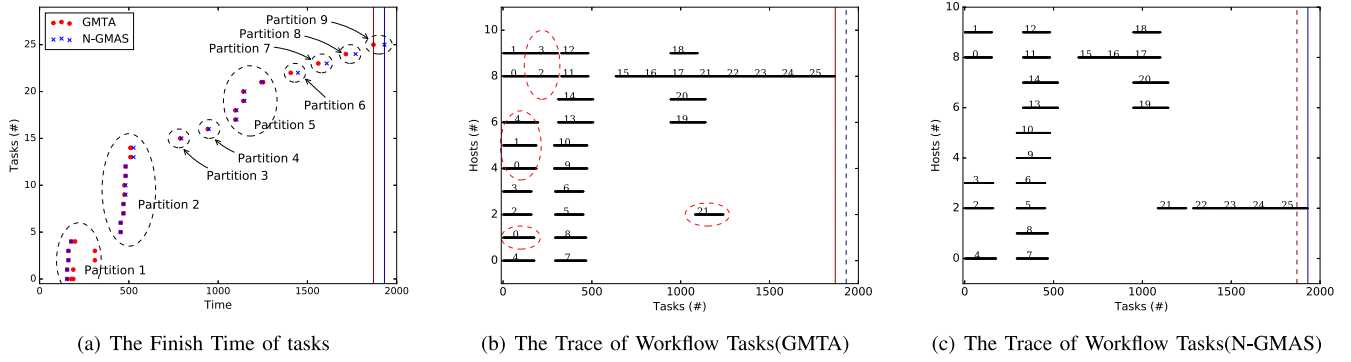 GMTA
N-GMAS
Partition 9
Partition 8
Partition 7
Partition 6
Partition 5
Partition 4
Partition 3
Partition 2
Partition 1
25
20
15
10
5
0
Tasks (#)
0 500 1000 1500 2000
Time
(a) The Finish Time of tasks
10
8
6
4
2
0
Hosts (#)
1 3 12 18
0 2 11 15 16 17 21 22 23 24 25
14 20
4 13 19
1 10
0 9
3 6
2 5 21
0 8
4 7
0 500 1000 1500 2000
Tasks (#)
(b) The Trace of Workflow Tasks(GMTA)
10
8
6
4
2
0
Hosts (#)
1 12 18
0 11 15 16 17
14 20
13 19
10
9
3 6
2 5 21 22 23 24 25
8
4 7
0 500 1000 1500 2000
Tasks (#)
(c) The Trace of Workflow Tasks(N-GMAS)